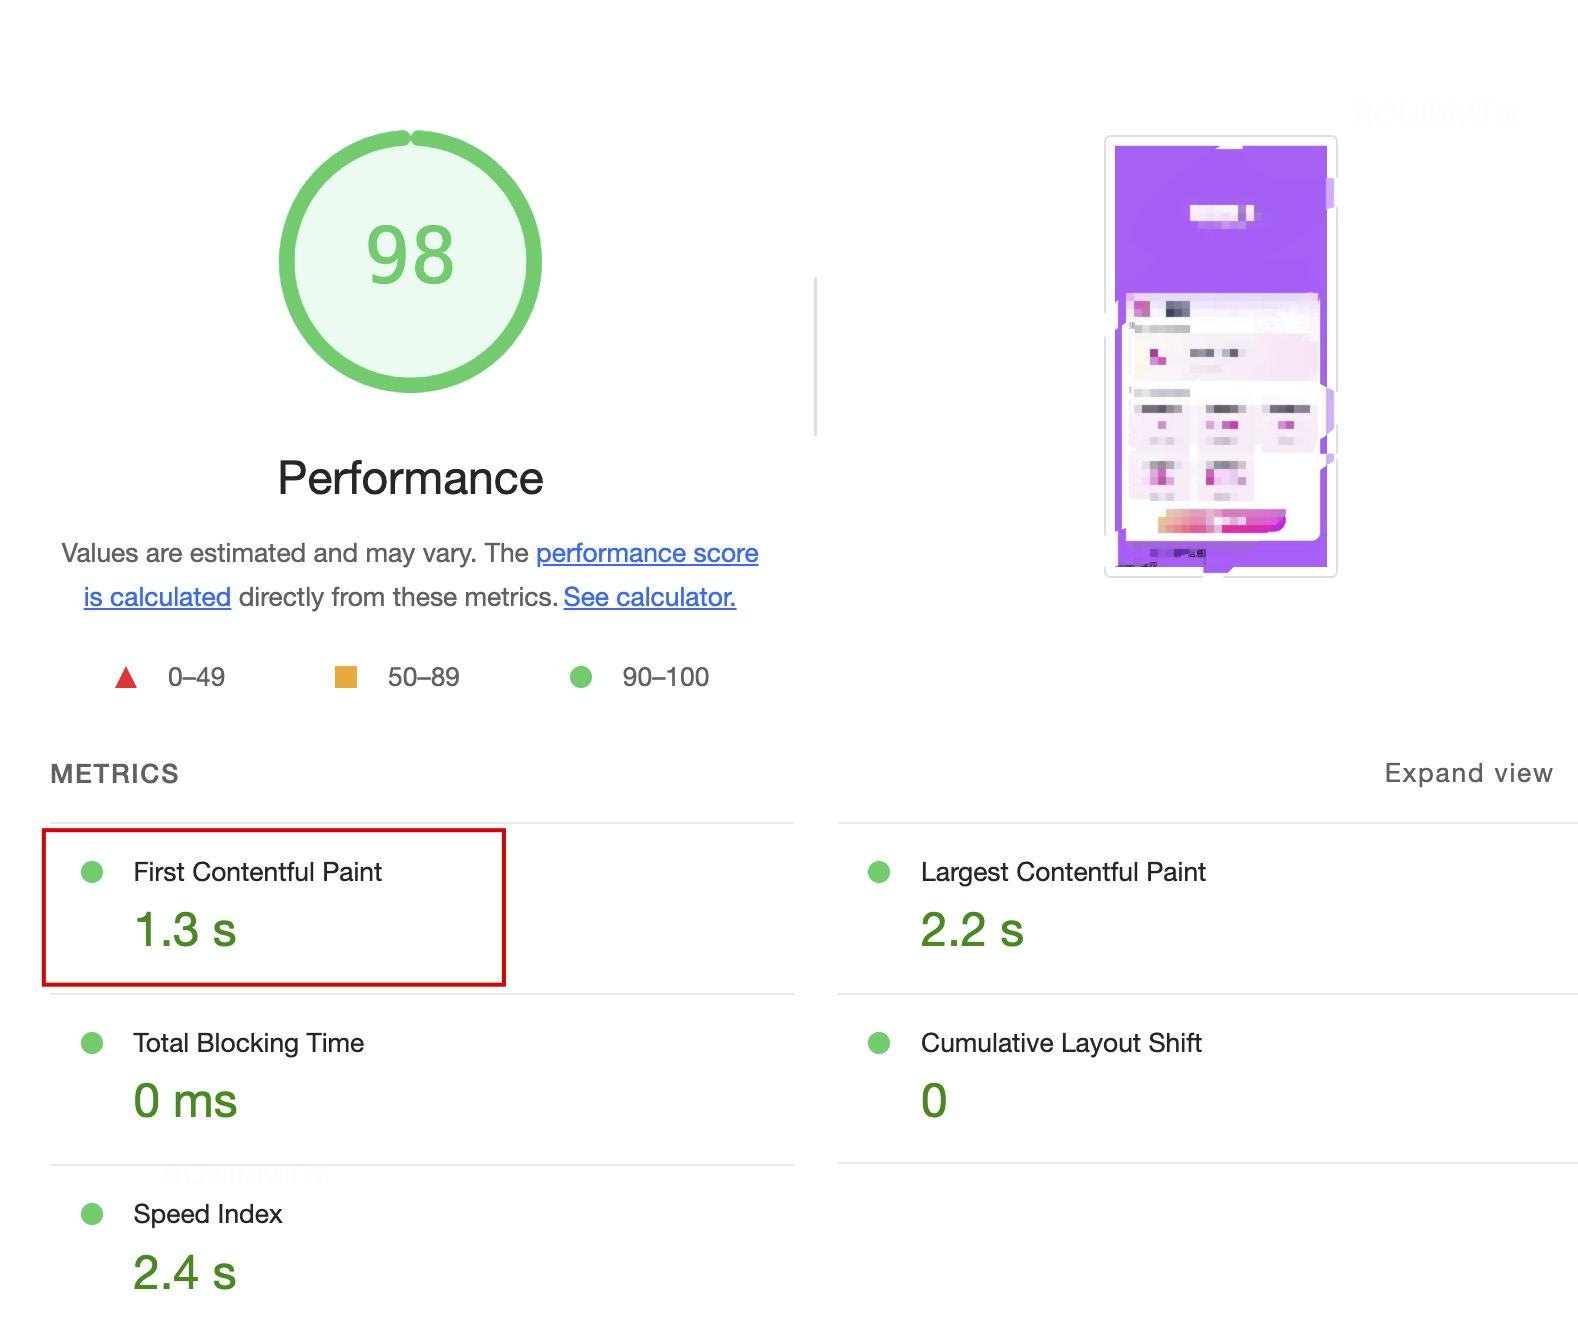 98
Performance
Values are estimated and may vary. The performance score
is calculated directly from these metrics. See calculator.
0–49
50–89
90–100
METRICS
Expand view
First Contentful Paint
1.3 s
Largest Contentful Paint
2.2 s
Total Blocking Time
0 ms
Cumulative Layout Shift
0
Speed Index
2.4 s